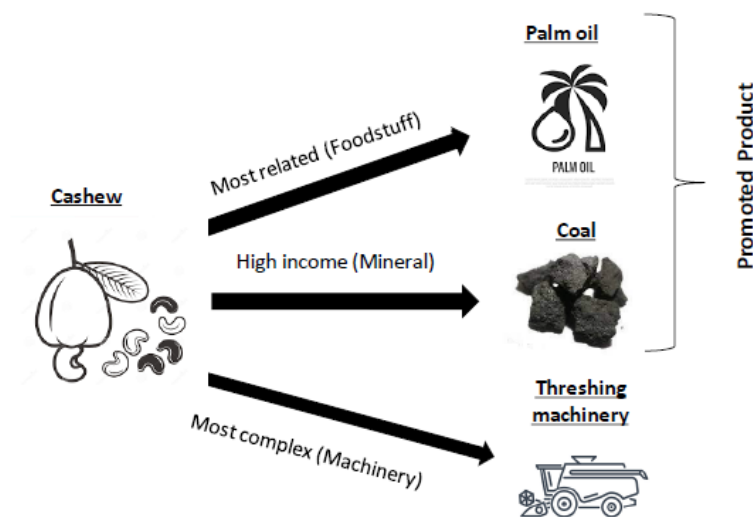 Palm oil
Most related (Foodstuff)
PALM OIL
Cashew
Promoted Product
Coal
High income (Mineral)
Threshing
machinery
Most complex (Machinery)